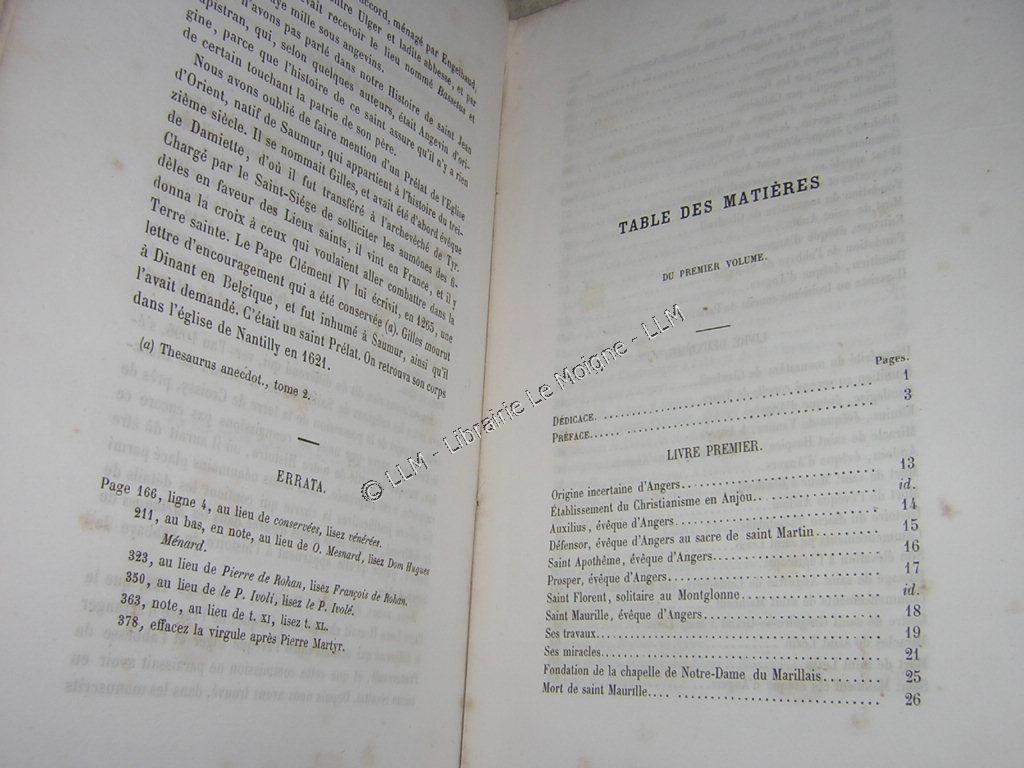 accord, ménagé par Engelbaud,
Ulger et ladite abbesse, et par
recevoir le lieu nommé Bassetus et
mille sous angevins.
n'avons pas parlé dans notre Histoire de saint Jean
Capistran, qui, selon quelques auteurs, était Angevin d'ori-
gine, parce que l'histoire de ce saint assure qu'il n'y a rien
de certain touchant la patrie de son père.
Nous avons oublié de faire mention d'un Prélat de l'Eglise
d'Orient, natif de Saumur, qui appartient à l'histoire du trei-
zième siècle. Il se nommait Gilles, et avait été d'abord évêque
de Damiette, d'où il fut transféré à l'archevêché de Tyr.
Chargé par le Saint-Siége de solliciter les aumônes des fi-
dèles en faveur des Lieux saints, il vint en France, et il y
donna la croix à ceux qui voulaient aller combattre dans la
Terre sainte. Le Pape Clément IV lui écrivit, en 1265, une
lettre d'encouragement qui a été conservée (a). Gilles mourut
à Dinant en Belgique, et fut inhumé à Saumur, ainsi qu'il
l'avait demandé. C'était un saint Prélat. On retrouva son corps
dans l'église de Nantilly en 1621.
(a) Thesaurus anecdot., tome 2.
ERRATA.
Page 166, ligne 4, au lieu de conservées, lisez vénérées.
211, au bas, en note, au lieu de O. Mesnard, lisez Dom Hugues
Ménard.
323, au lieu de Pierre de Rohan, lisez François de Rohan.
350, au lieu de le P. Ivoli, lisez le P. Ivolé.
363, note, au lieu de t. XI, lisez t. XL.
378, effacez la virgule après Pierre Martyr.
TABLE DES MATIÈRES
DU PREMIER VOLUME.
Pages.
DÉDICACE. 1
PRÉFACE. 3
LIVRE PREMIER.
Origine incertaine d'Angers. 13
Établissement du Christianisme en Anjou. id.
Auxilius, évêque d'Angers. 14
Défensor, évêque d'Angers au sacre de saint Martin. 15
Saint Apothême, évêque d'Angers. 16
Prosper, évêque d'Angers. 17
Saint Florent, solitaire au Montglonne. id.
Saint Maurille, évêque d'Angers. 18
Ses travaux. 19
Ses miracles. 21
Fondation de la chapelle de Notre-Dame du Marillais. 25
Mort de saint Maurille. 26
© LLM - Librairie Le Moigne - LLM